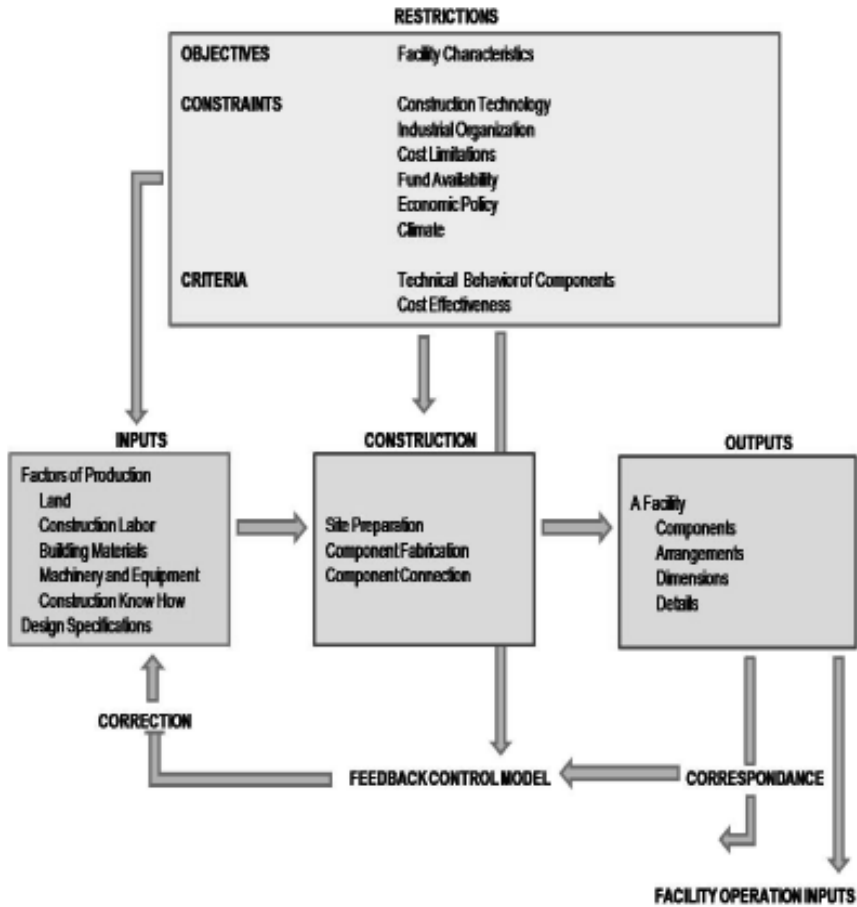 RESTRICTIONS
OBJECTIVES Facility Characteristics
CONSTRAINTS Construction Technology
Industrial Organization
Cost Limitations
Fund Availability
Economic Policy
Climate
CRITERIA Technical Behavior of Components
Cost Effectiveness
INPUTS
Factors of Production
Land
Construction Labor
Building Materials
Machinery and Equipment
Construction Know How
Design Specifications
CONSTRUCTION
Site Preparation
Component Fabrication
Component Connection
OUTPUTS
A Facility
Components
Arrangements
Dimensions
Details
CORRECTION
FEEDBACK CONTROL MODEL
CORRESPONDANCE
FACILITY OPERATION INPUTS